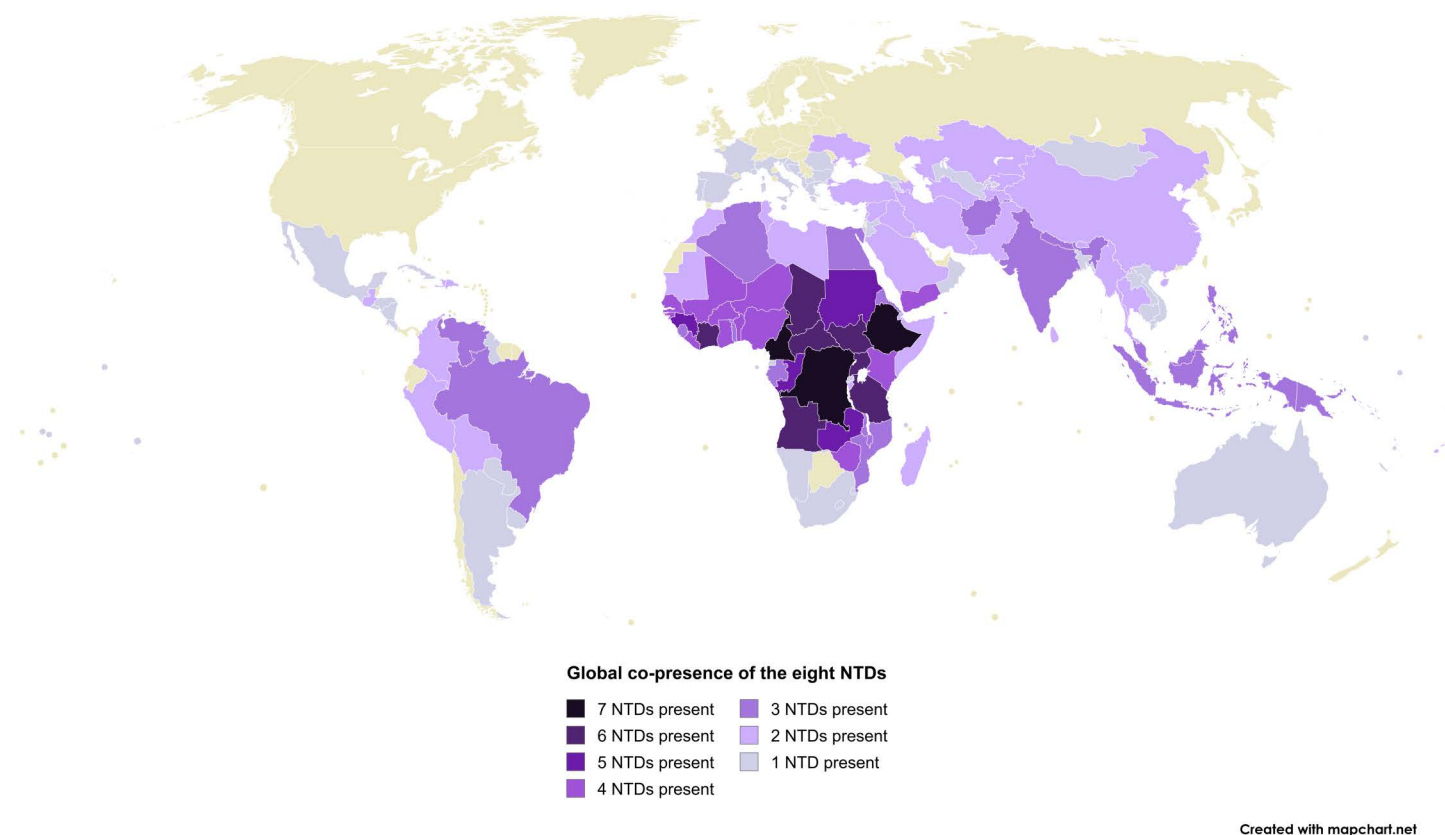 Global co-presence of the eight NTDs
7 NTDs present
6 NTDs present
5 NTDs present
4 NTDs present
3 NTDs present
2 NTDs present
1 NTD present
Created with mapchart.net